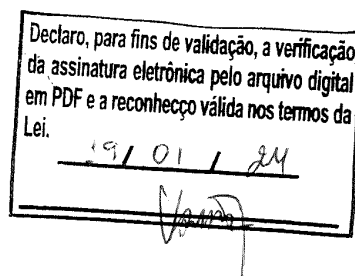 Declaro, para fins de validação, a verificação
da assinatura eletrônica pelo arquivo digital
em PDF e a reconhecço válida nos termos da
Lei.
19/ 01 / 24